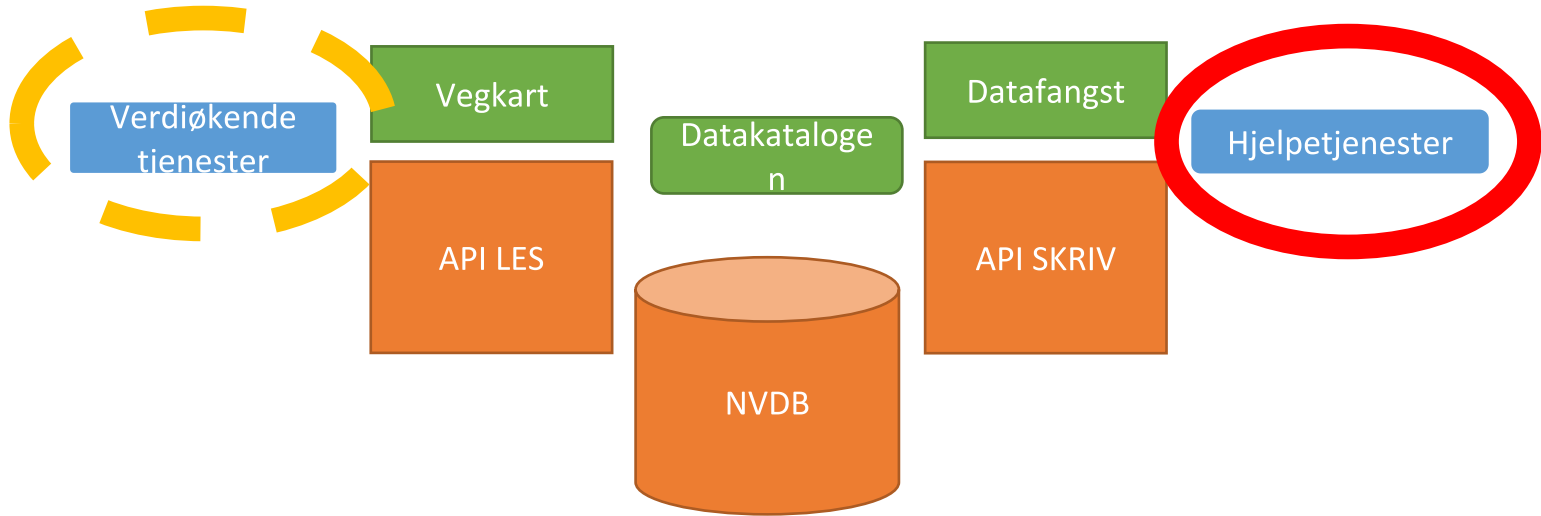 Verdiøkende
tjenester
Vegkart
API LES
Datakataloge
n
NVDB
Datafangst
API SKRIV
Hjelpetjenester